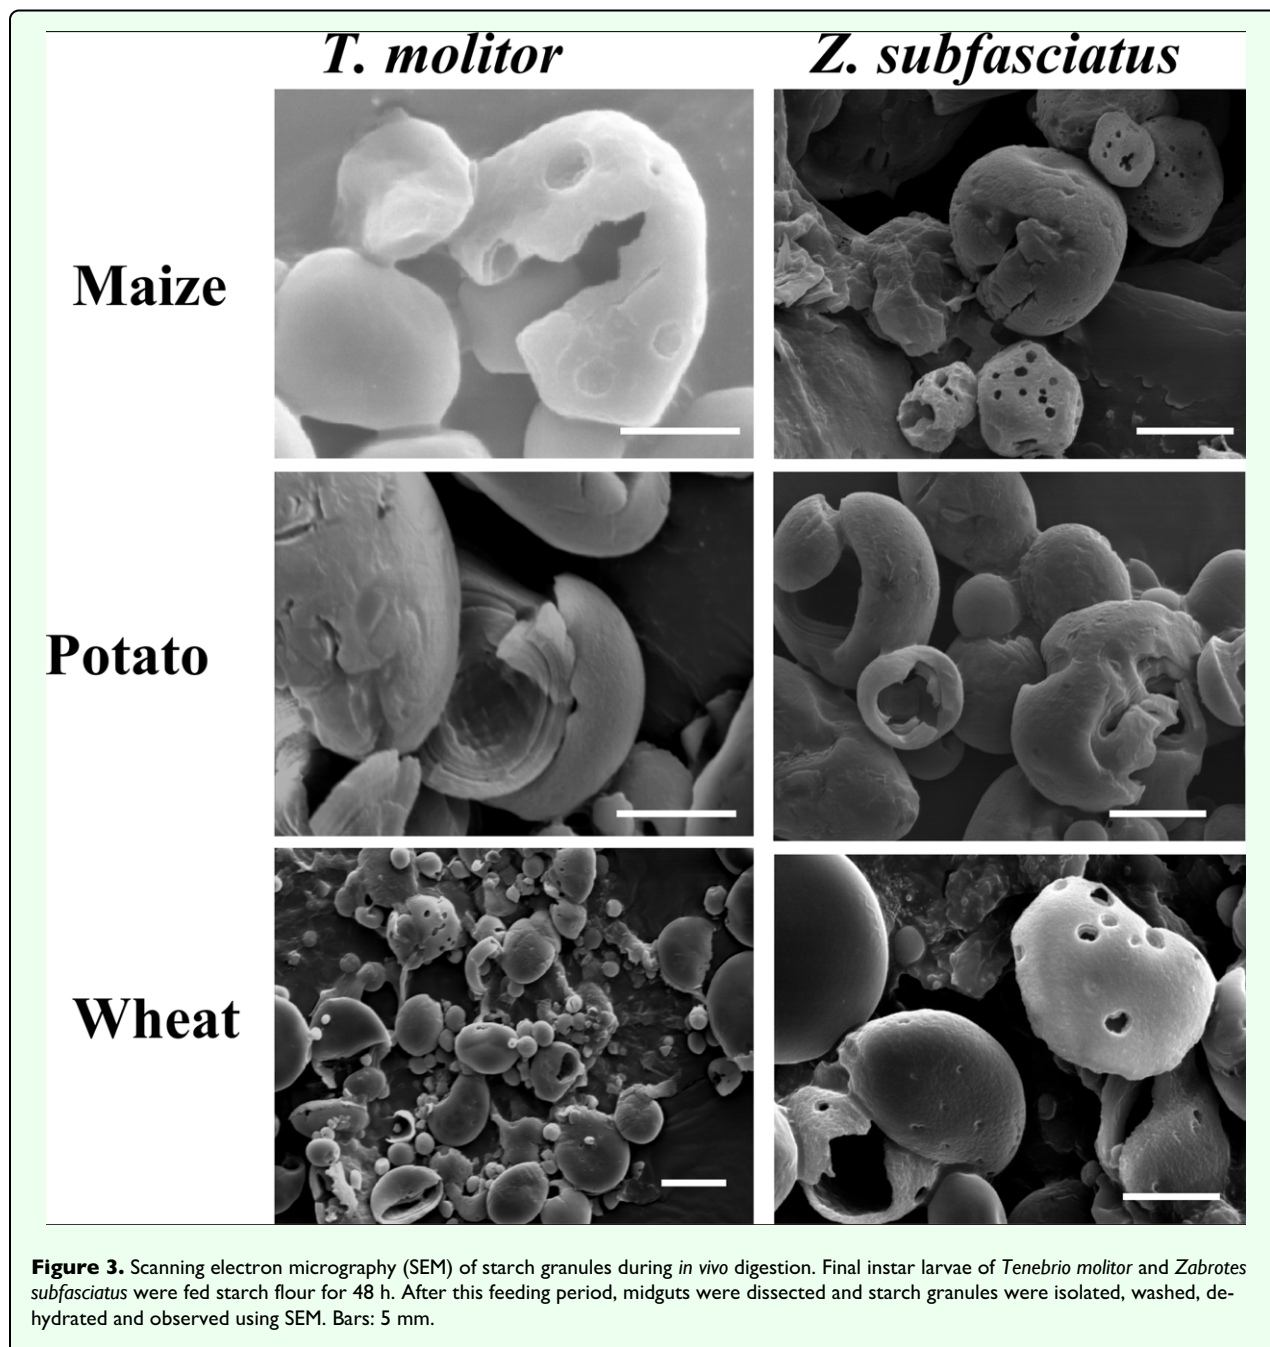 T. molitor Z. subfasciatus
Maize
Potato
Wheat
Figure 3. Scanning electron micrography (SEM) of starch granules during in vivo digestion. Final instar larvae of Tenebrio molitor and Zabrotes
subfasciatus were fed starch flour for 48 h. After this feeding period, midguts were dissected and starch granules were isolated, washed, de-
hydrated and observed using SEM. Bars: 5 mm.